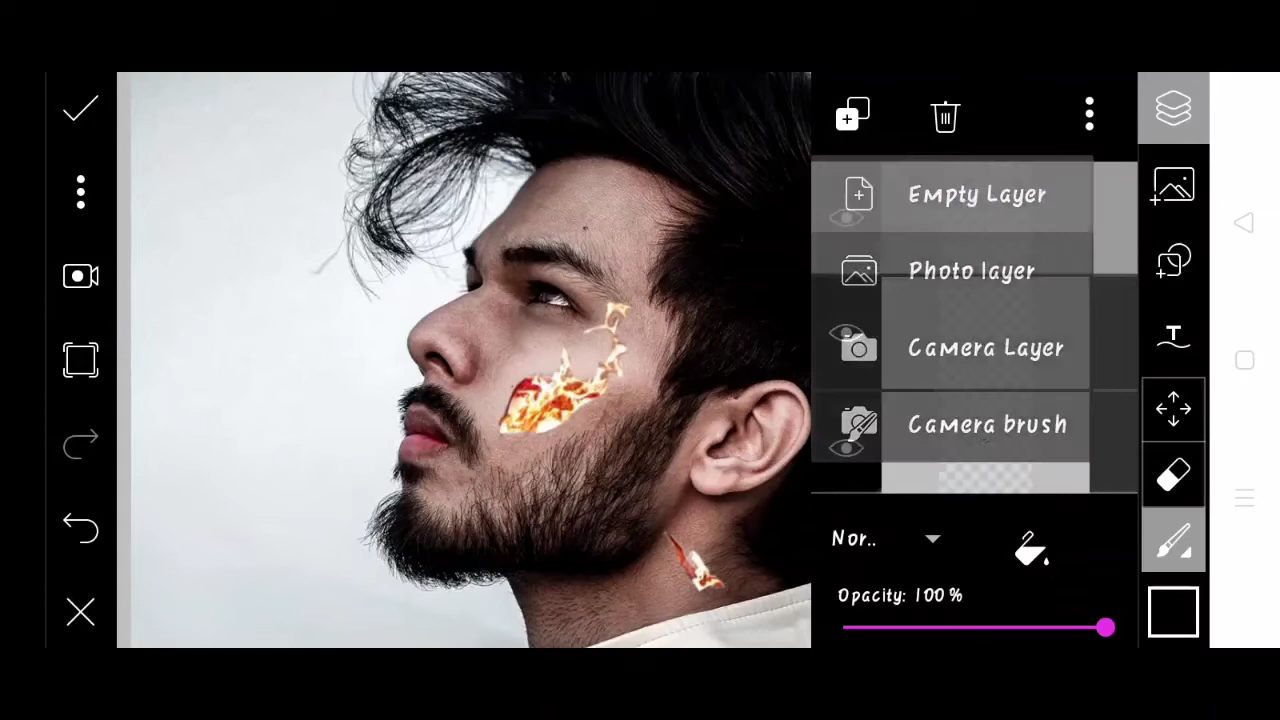 Empty Layer
Photo layer
Camera Layer
Camera brush
Nor..
Opacity: 100%